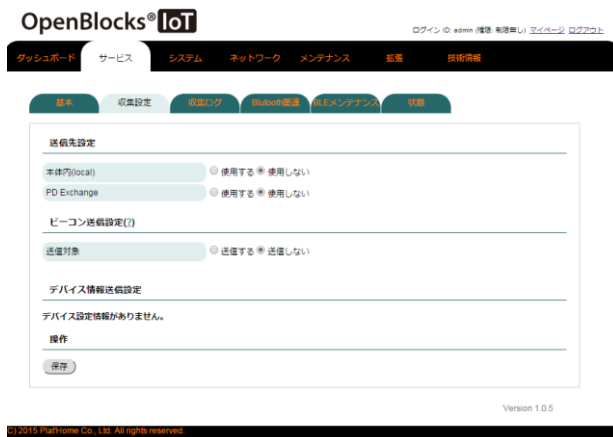 OpenBlocks® IoT
ログイン ID: admin (権限: 制限無し) マイページ ログアウト
ダッシュボード サービス システム ネットワーク メンテナンス 拡張 技術情報
基本 収集設定 収集ログ Blutooth関連 BLEメンテナンス 状態
送信先設定
本体内(local) 使用する 使用しない
PD Exchange 使用する 使用しない
ビーコン送信設定(?)
送信対象 送信する 送信しない
デバイス情報送信設定
デバイス設定情報がありません。
操作
保存
Version 1.0.5
C) 2015 Plat'Home Co., Ltd. All rights reserved.